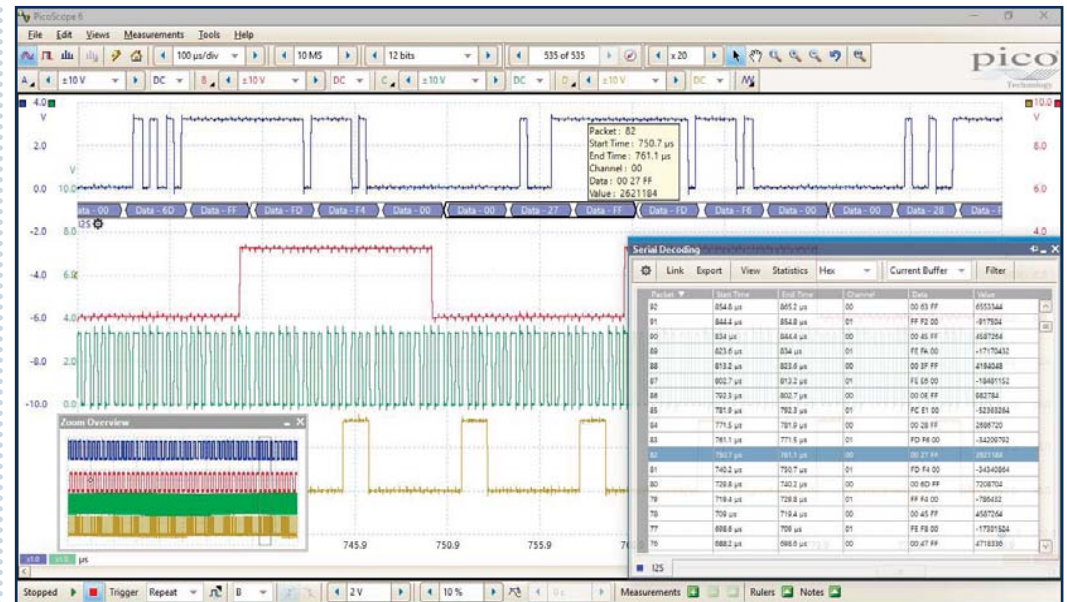 PicoScope 6
File Edit Views Measurements Tools Help
100 µs/div 10 MS 12 bits 535 of 535 x 20
pico
Technology
A ±10 V DC B ±10 V DC C ±10 V DC D ±10 V DC
4.0 10.0
V V
2.0 8.0
V
0.0 10.0 6.0
Data - 6D Data - FF Data - FD Data - F4 Data - 00 Data - 00 Data - 27 Data - FF Data - FD Data - F6 Data - 00 Data - 00 Data - 28
I2S
Packet : 82
Start Time : 750.7 µs
End Time : 761.1 µs
Channel : 00
Data : 00 27 FF
Value : 2621184
-2.0 8.0 4.0
-4.0
-6.0 4.0
-8.0 2.0
-10.0 0.0
Serial Decoding
Link Export View Statistics Hex Current Buffer Filter
Packet Start Time End Time Channel Data Value
92 854.8 µs 865.2 µs 00 00 63 FF 6553344
91 844.4 µs 854.8 µs 01 FF F2 00 -917504
90 834 µs 844.4 µs 00 00 45 FF 4587264
89 823.6 µs 834 µs 01 FE FA 00 -17170432
88 813.2 µs 823.6 µs 00 00 3F FF 4194048
87 802.7 µs 813.2 µs 01 FE E6 00 -18481152
86 792.3 µs 802.7 µs 00 00 0E FF 982784
85 781.9 µs 792.3 µs 01 FC E1 00
84 771.5 µs 781.9 µs 00 00 28 FF 2686720
83 761.1 µs 771.5 µs 01 FD F6 00 -34209792
82 750.7 µs 761.1 µs 00 00 27 FF 2621184
81 740.2 µs 750.7 µs 01 FD F4 00 -34340864
80 729.8 µs 740.2 µs 00 00 6D FF 7208704
79 719.4 µs 729.8 µs 01 FF F4 00 -786432
78 709 µs 719.4 µs 00 00 45 FF 4587264
77 698.6 µs 709 µs 01 FE F8 00
76 688.2 µs 698.6 µs 00 00 47 FF 4718336
I2S
Zoom Overview
745.9 750.9 755.9
x1.0 x1.0 µs
Stopped Trigger Repeat B 2 V 10 % 0 s Measurements Rulers Notes